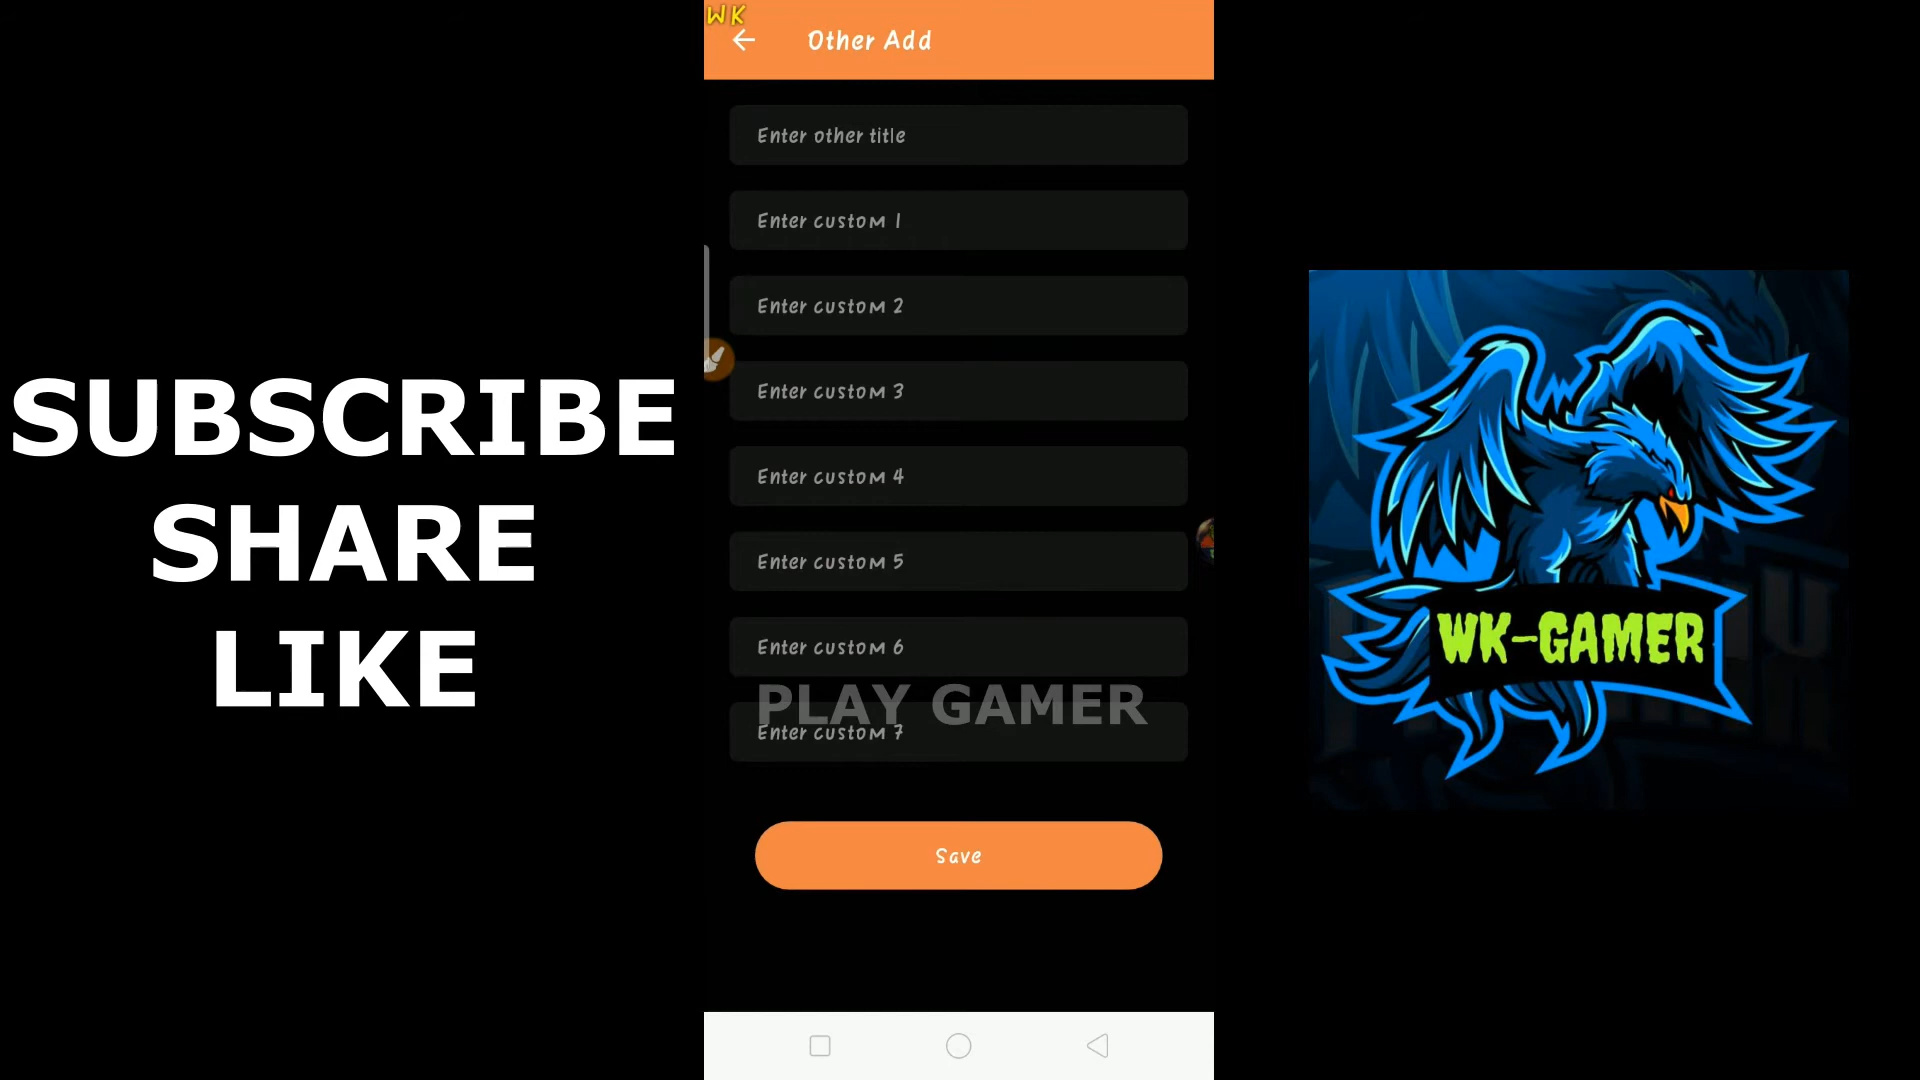 SUBSCRIBE
SHARE
LIKE
WK
Other Add
Enter other title
Enter custom 1
Enter custom 2
Enter custom 3
Enter custom 4
Enter custom 5
Enter custom 6
PLAY GAMER
Enter custom 7
Save
WK-GAMER